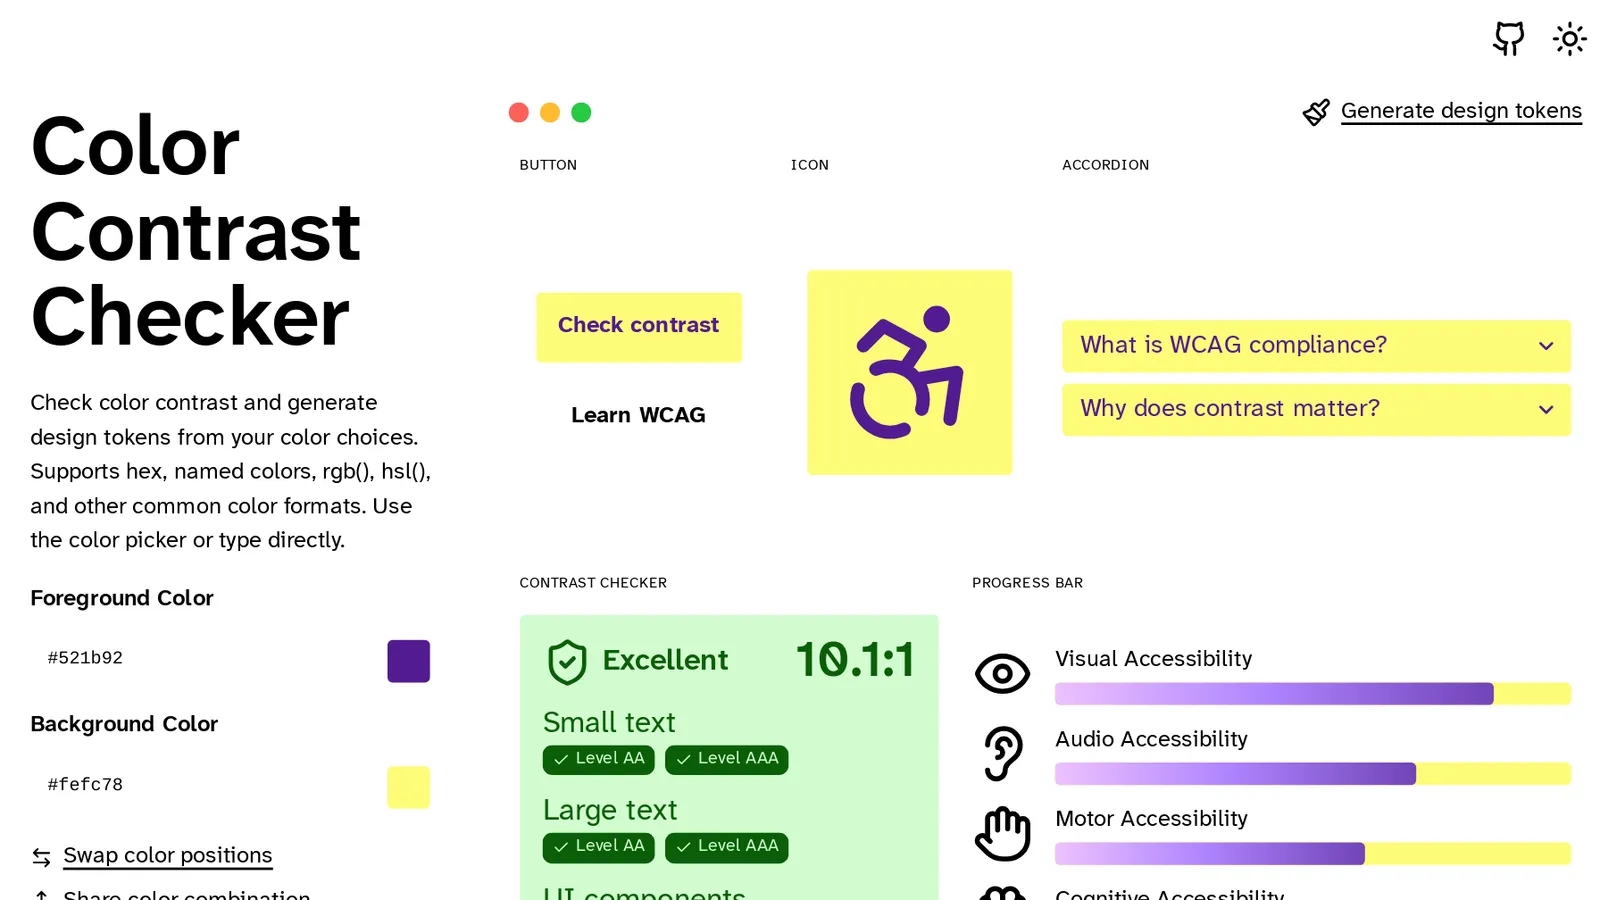 Generate design tokens
Color
Contrast
Checker
Check color contrast and generate
design tokens from your color choices.
Supports hex, named colors, rgb(), hsl(),
and other common color formats. Use
the color picker or type directly.
Foreground Color
#521b92
Background Color
#fefc78
Swap color positions
Share color combination
BUTTON
Check contrast
Learn WCAG
ICON
ACCORDION
What is WCAG compliance?
Why does contrast matter?
CONTRAST CHECKER
Excellent 10.1:1
Small text
Level AA Level AAA
Large text
Level AA Level AAA
UI components
PROGRESS BAR
Visual Accessibility
Audio Accessibility
Motor Accessibility
Cognitive Accessibility